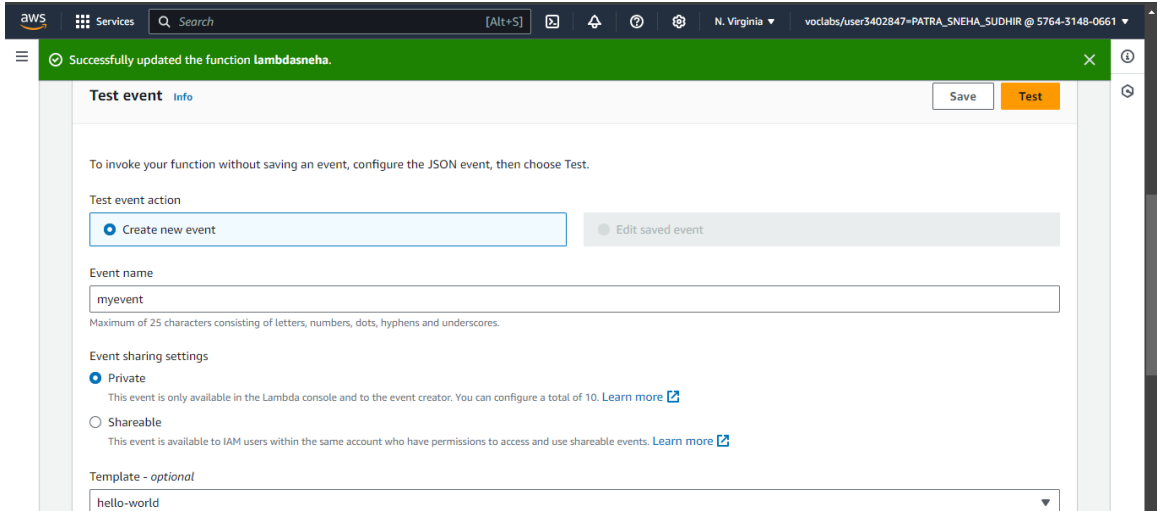 aws Services Search [Alt+S] N. Virginia voclabs/user3402847=PATRA_SNEHA_SUDHIR @ 5764-3148-0661
Successfully updated the function lambdasneha.
Test event Info Save Test
To invoke your function without saving an event, configure the JSON event, then choose Test.
Test event action
Create new event Edit saved event
Event name
myevent
Maximum of 25 characters consisting of letters, numbers, dots, hyphens and underscores.
Event sharing settings
Private
This event is only available in the Lambda console and to the event creator. You can configure a total of 10. Learn more
Shareable
This event is available to IAM users within the same account who have permissions to access and use shareable events. Learn more
Template - optional
hello-world